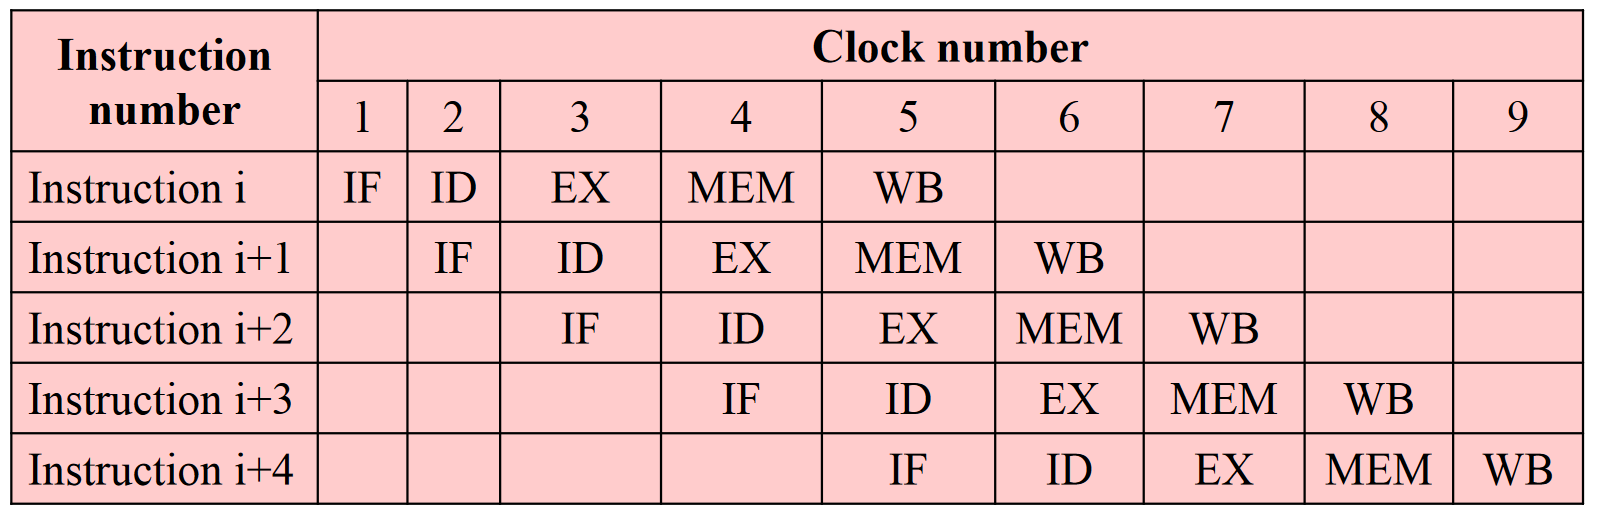 Instruction number Clock number
1 2 3 4 5 6 7 8 9
Instruction i IF ID EX MEM WB
Instruction i+1 IF ID EX MEM WB
Instruction i+2 IF ID EX MEM WB
Instruction i+3 IF ID EX MEM WB
Instruction i+4 IF ID EX MEM WB